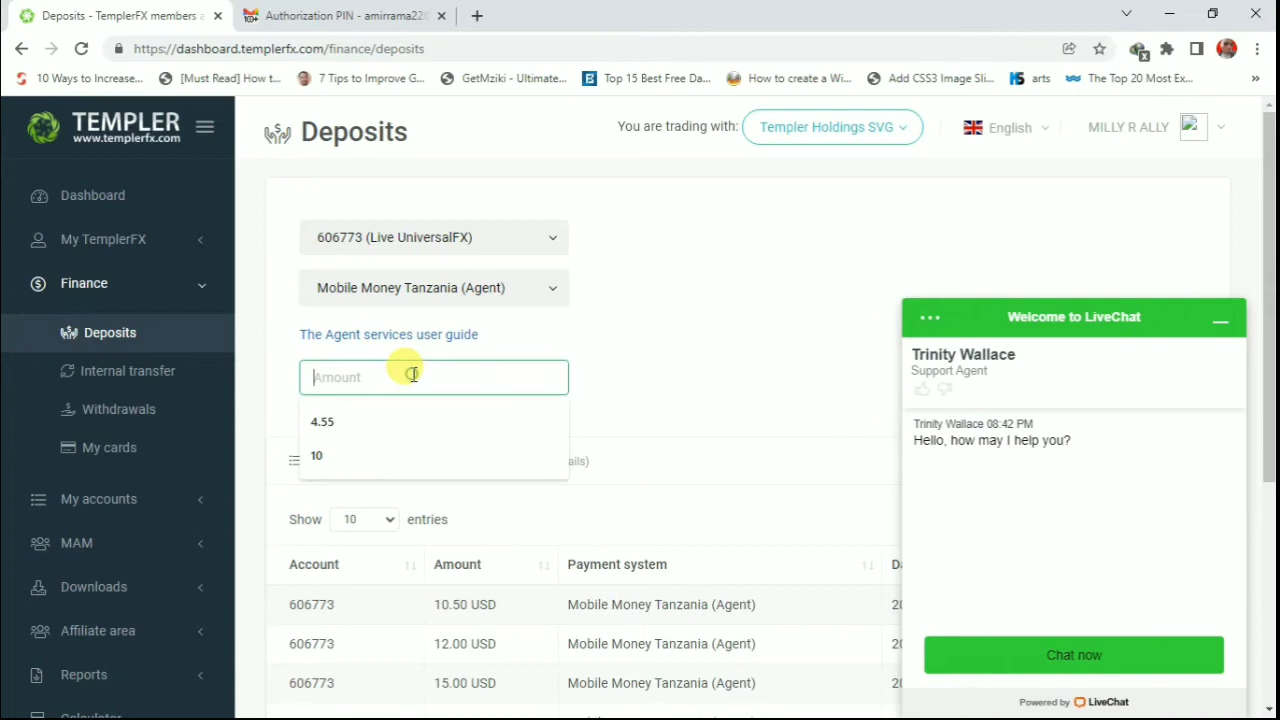 Deposits - TemplerFX members a
100+ Authorization PIN - amirrama22
https://dashboard.templerfx.com/finance/deposits
10 Ways to Increase...
[Must Read] How t...
7 Tips to Improve G...
GetMziki - Ultimate...
Top 15 Best Free Da...
How to create a Wi...
Add CSS3 Image Sli...
arts
The Top 20 Most Ex...
TEMPLER
www.templerfx.com
Deposits
You are trading with: Templer Holdings SVG
English
MILLY R ALLY
Dashboard
My TemplerFX
Finance
Deposits
Internal transfer
Withdrawals
My cards
My accounts
MAM
Downloads
Affiliate area
Reports
606773 (Live UniversalFX)
Mobile Money Tanzania (Agent)
The Agent services user guide
Amount
4.55
10
ails)
Show 10 entries
Account Amount Payment system Da
606773 10.50 USD Mobile Money Tanzania (Agent) 20
606773 12.00 USD Mobile Money Tanzania (Agent) 20
606773 15.00 USD Mobile Money Tanzania (Agent) 20
Welcome to LiveChat
Trinity Wallace
Support Agent
Trinity Wallace 08:42 PM
Hello, how may I help you?
Chat now
Powered by LiveChat